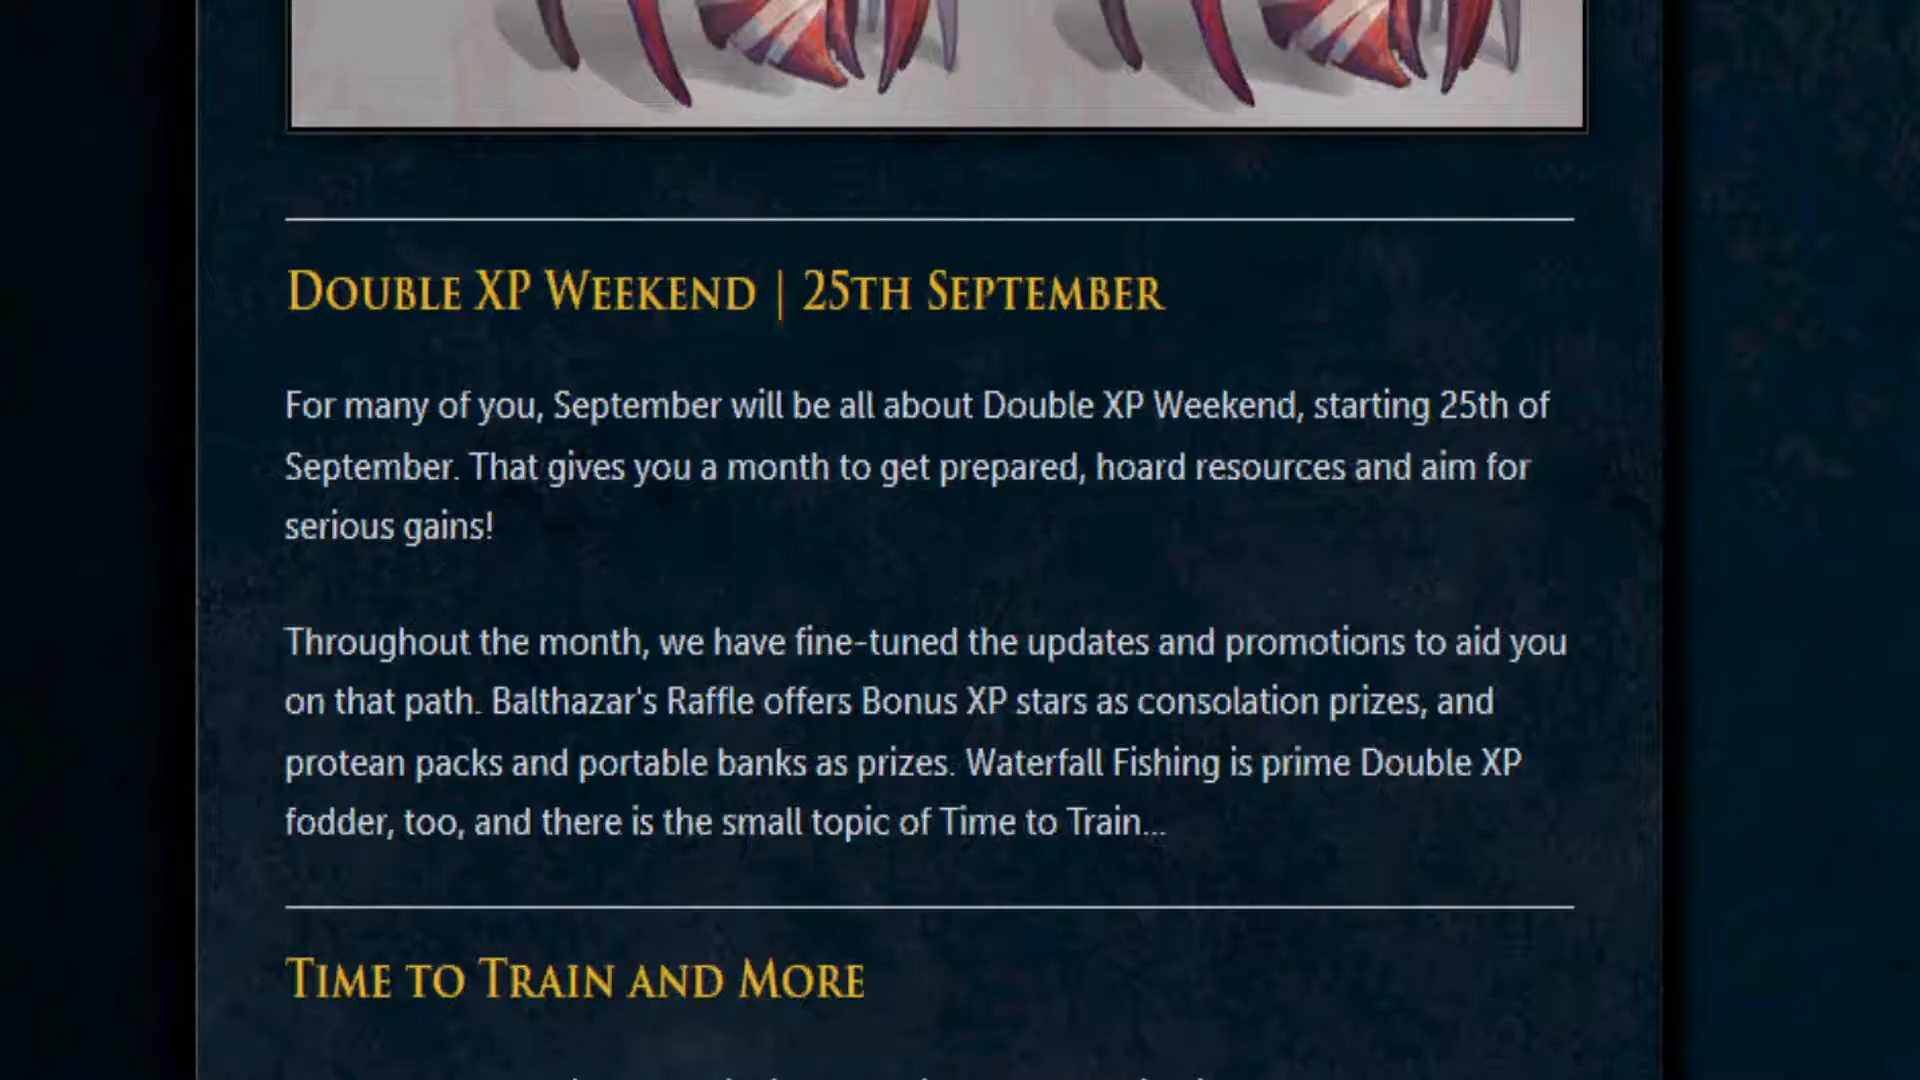 Double XP Weekend | 25th September
For many of you, September will be all about Double XP Weekend, starting 25th of
September. That gives you a month to get prepared, hoard resources and aim for
serious gains!
Throughout the month, we have fine-tuned the updates and promotions to aid you
on that path. Balthazar's Raffle offers Bonus XP stars as consolation prizes, and
protean packs and portable banks as prizes. Waterfall Fishing is prime Double XP
fodder, too, and there is the small topic of Time to Train...
Time to Train and More